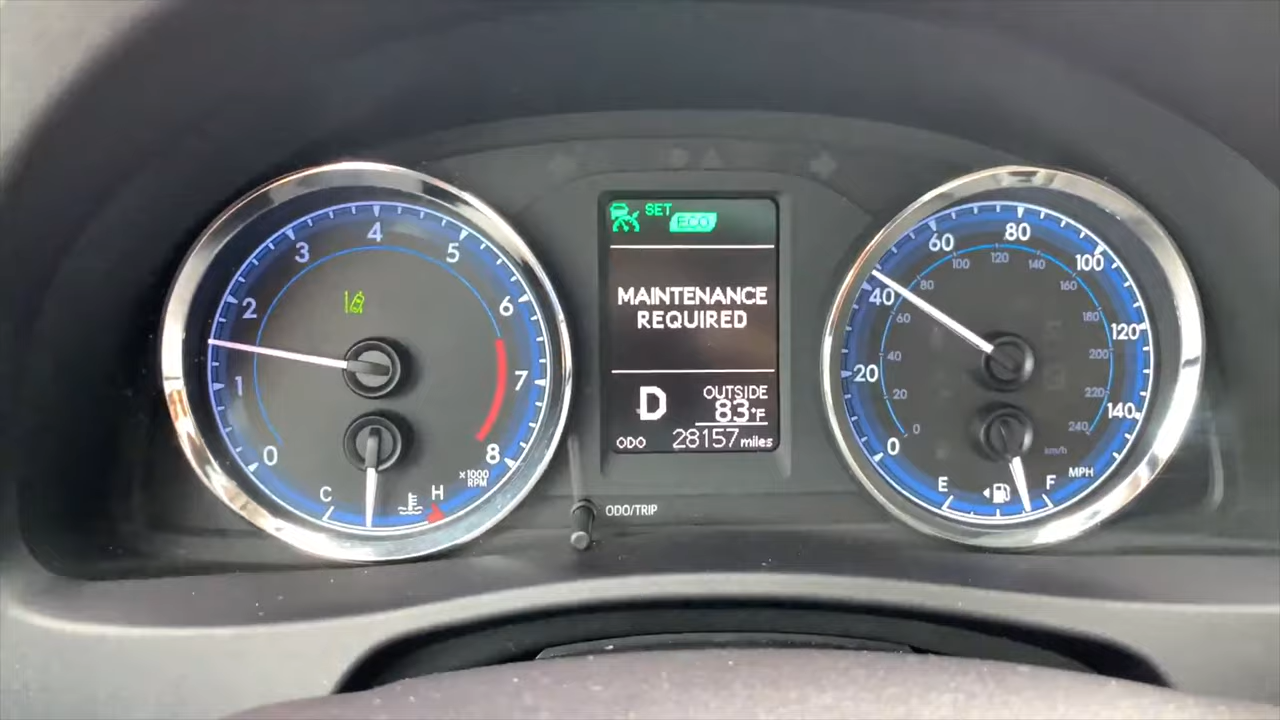 0
1
2
3
4
5
6
7
8
×1000
RPM
C
H
SET
ECO
MAINTENANCE
REQUIRED
D
OUTSIDE
83°F
ODO 28157 miles
ODO/TRIP
0
20
40
60
80
100
120
140
MPH
0
20
40
60
80
100
120
140
160
180
200
220
240
km/h
E
F